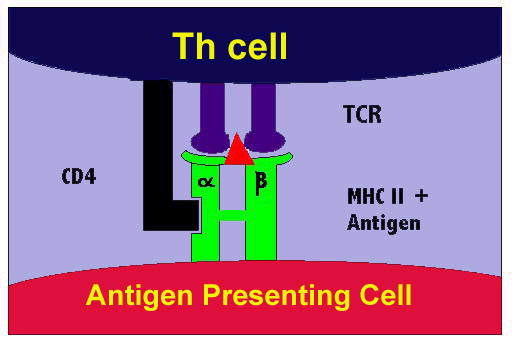 Th cell
TCR
CD4
α
β
MHC II +
Antigen
Antigen Presenting Cell